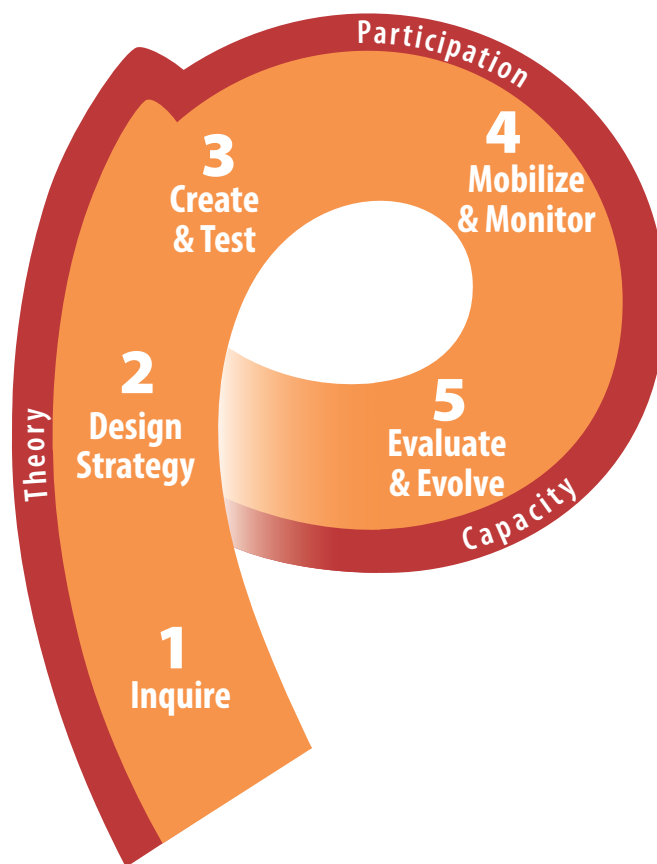 Participation
3
Create
& Test
4
Mobilize
& Monitor
2
Design
Strategy
5
Evaluate
& Evolve
Theory
Capacity
1
Inquire